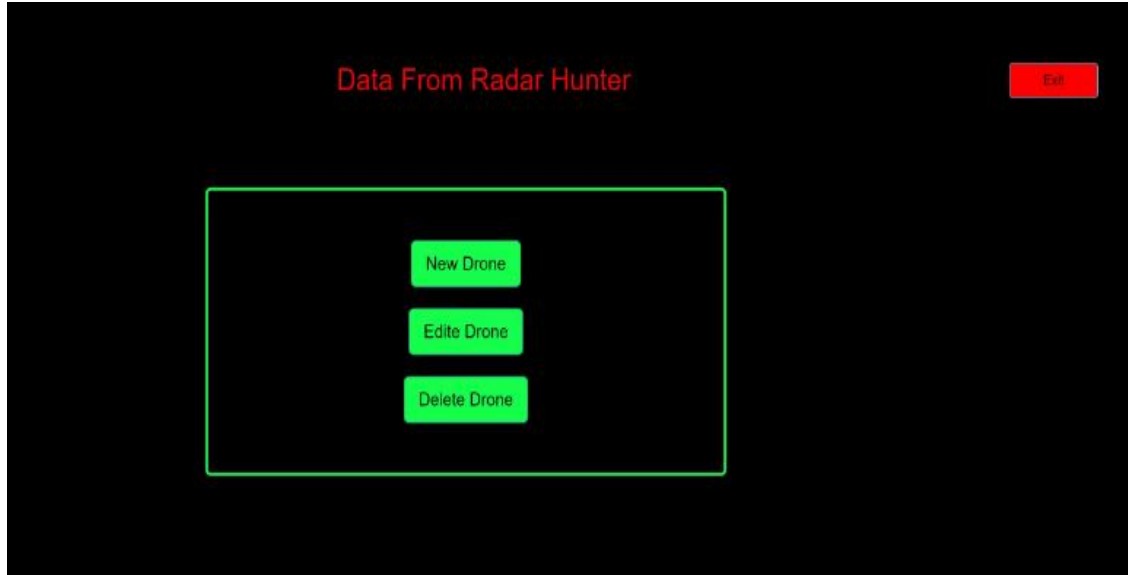 Data From Radar Hunter
Exit
New Drone
Edite Drone
Delete Drone